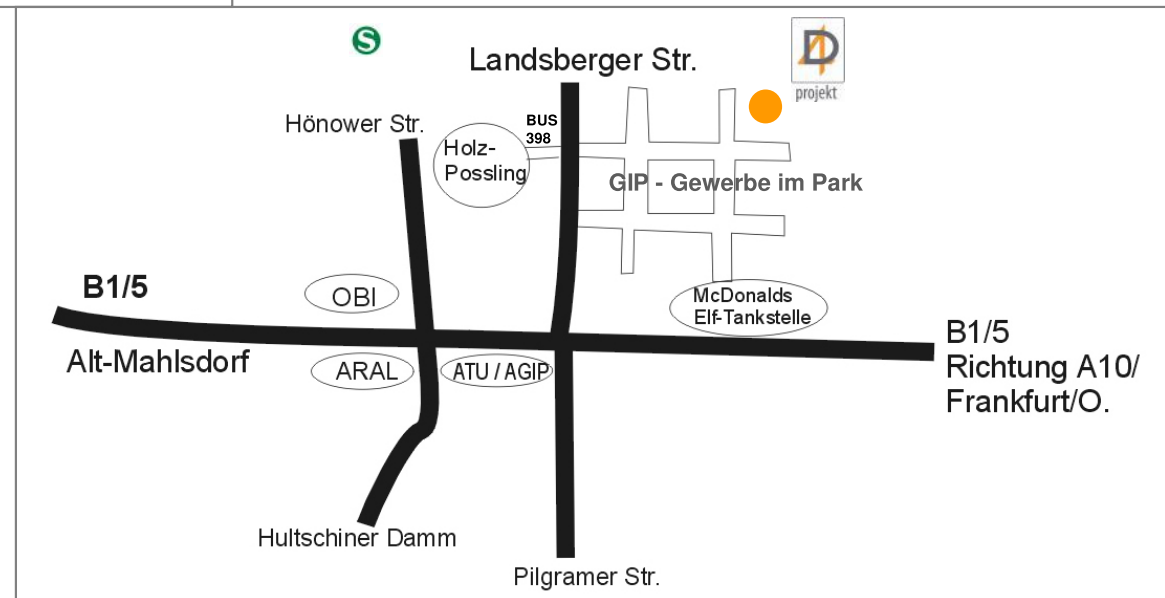 S
Landsberger Str.
D
projekt
Hönower Str.
BUS
398
Holz-
Possling
GIP - Gewerbe im Park
B1/5
OBI
McDonalds
Elf-Tankstelle
B1/5
Richtung A10/
Frankfurt/O.
Alt-Mahlsdorf
ARAL
ATU / AGIP
Hultschiner Damm
Pilgramer Str.